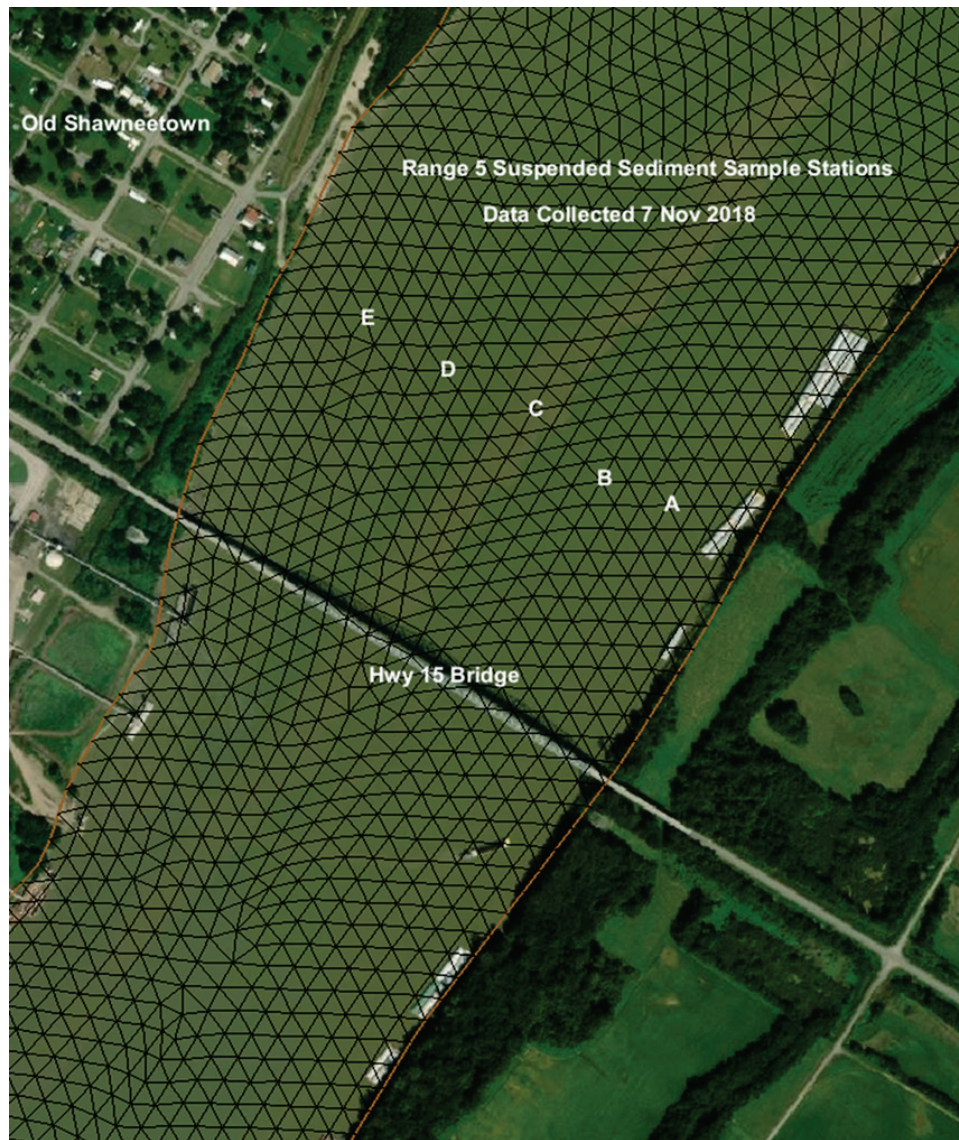 Old Shawneetown
Range 5 Suspended Sediment Sample Stations
Data Collected 7 Nov 2018
E
D
C
B
A
Hwy 15 Bridge